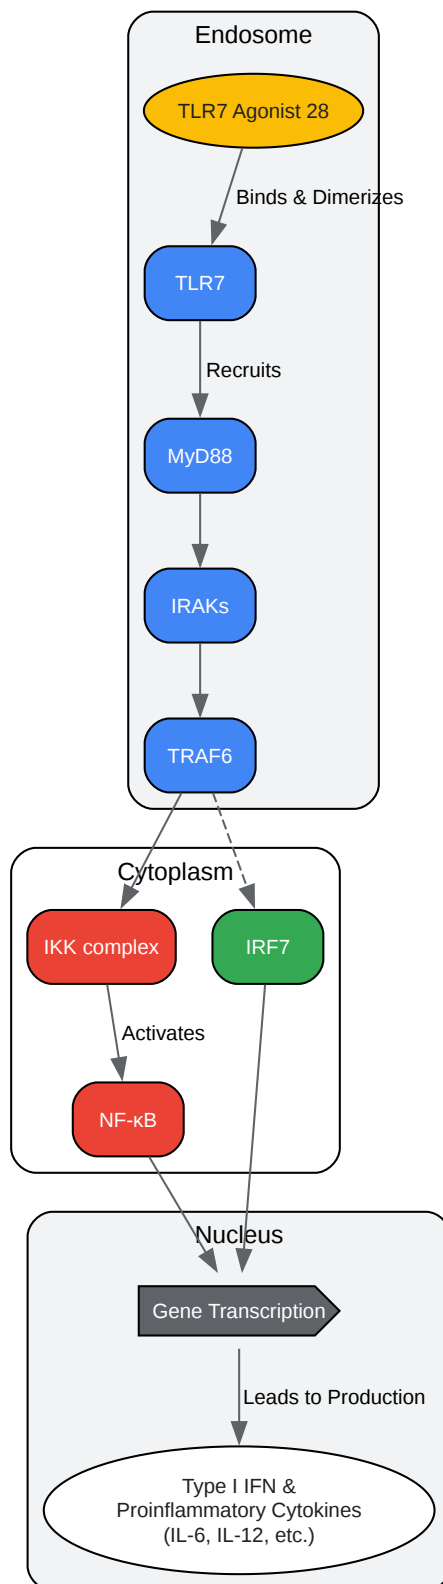 Endosome
TLR7 Agonist 28
Binds & Dimerizes
TLR7
Recruits
MyD88
IRAKs
TRAF6
Cytoplasm
IKK complex
IRF7
Activates
NF-κB
Nucleus
Gene Transcription
Leads to Production
Type I IFN &
Proinflammatory Cytokines
(IL-6, IL-12, etc.)